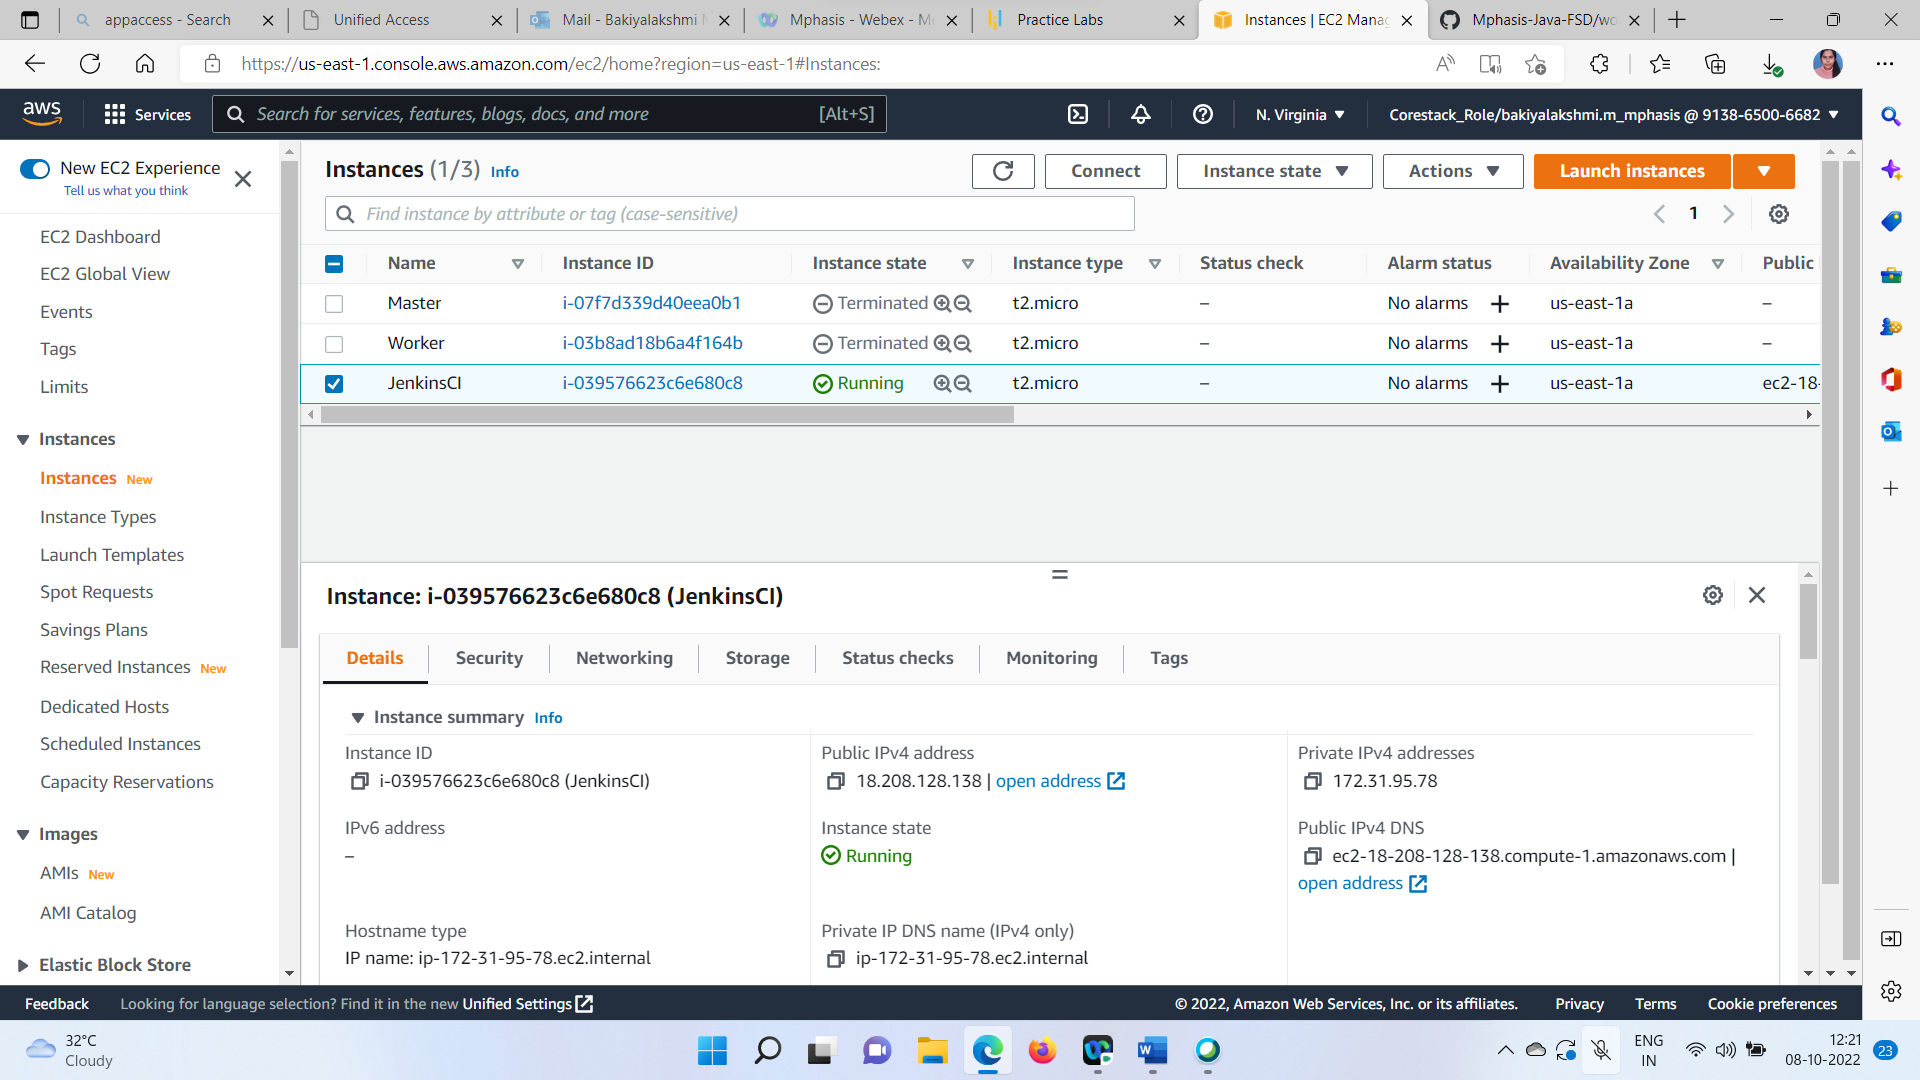 appaccess - Search
Unified Access
Mail - Bakiyalakshmi
Mphasis - Webex - M
Practice Labs
Instances | EC2 Manag
Mphasis-Java-FSD/wo
https://us-east-1.console.aws.amazon.com/ec2/home?region=us-east-1#Instances:
aws
Services
Search for services, features, blogs, docs, and more
[Alt+S]
N. Virginia
Corestack_Role/bakiyalakshmi.m_mphasis @ 9138-6500-6682
New EC2 Experience
Tell us what you think
EC2 Dashboard
EC2 Global View
Events
Tags
Limits
Instances
Instances New
Instance Types
Launch Templates
Spot Requests
Savings Plans
Reserved Instances New
Dedicated Hosts
Scheduled Instances
Capacity Reservations
Images
AMIs New
AMI Catalog
Elastic Block Store
Instances (1/3) Info
Connect
Instance state
Actions
Launch instances
Find instance by attribute or tag (case-sensitive)
1
Name Instance ID Instance state Instance type Status check Alarm status Availability Zone Public
Master i-07f7d339d40eea0b1 Terminated t2.micro – No alarms + us-east-1a –
Worker i-03b8ad18b6a4f164b Terminated t2.micro – No alarms + us-east-1a –
JenkinsCI i-039576623c6e680c8 Running t2.micro – No alarms + us-east-1a ec2-18-
Instance: i-039576623c6e680c8 (JenkinsCI)
Details Security Networking Storage Status checks Monitoring Tags
Instance summary Info
Instance ID
i-039576623c6e680c8 (JenkinsCI)
Public IPv4 address
18.208.128.138 | open address
Private IPv4 addresses
172.31.95.78
IPv6 address
–
Instance state
Running
Public IPv4 DNS
ec2-18-208-128-138.compute-1.amazonaws.com |
open address
Hostname type
IP name: ip-172-31-95-78.ec2.internal
Private IP DNS name (IPv4 only)
ip-172-31-95-78.ec2.internal
Feedback
Looking for language selection? Find it in the new Unified Settings
© 2022, Amazon Web Services, Inc. or its affiliates.
Privacy
Terms
Cookie preferences
32°C
Cloudy
ENG
IN
12:21
08-10-2022
23